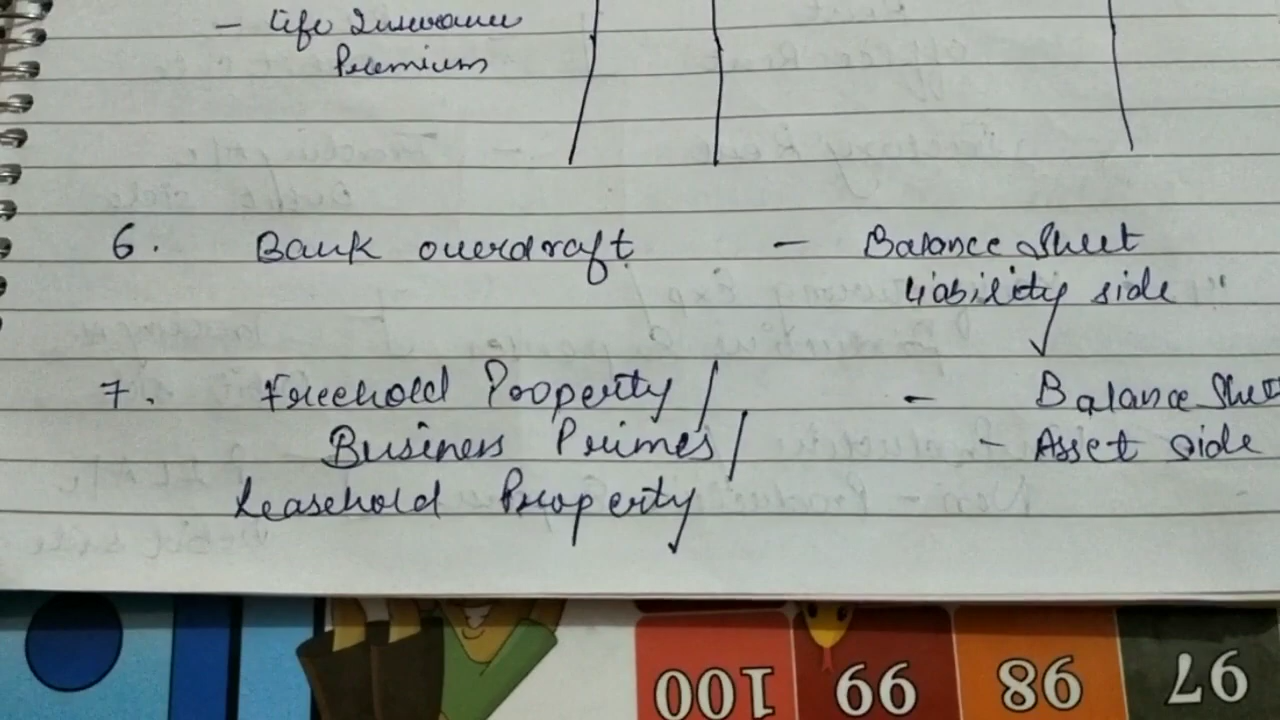 - Life Insurance
Premium
6. Bank overdraft - Balance Sheet
liability side
7. Freehold Property / - Balance Sheet
Business Primes / - Asset side
Leasehold Property
100 99 98 97